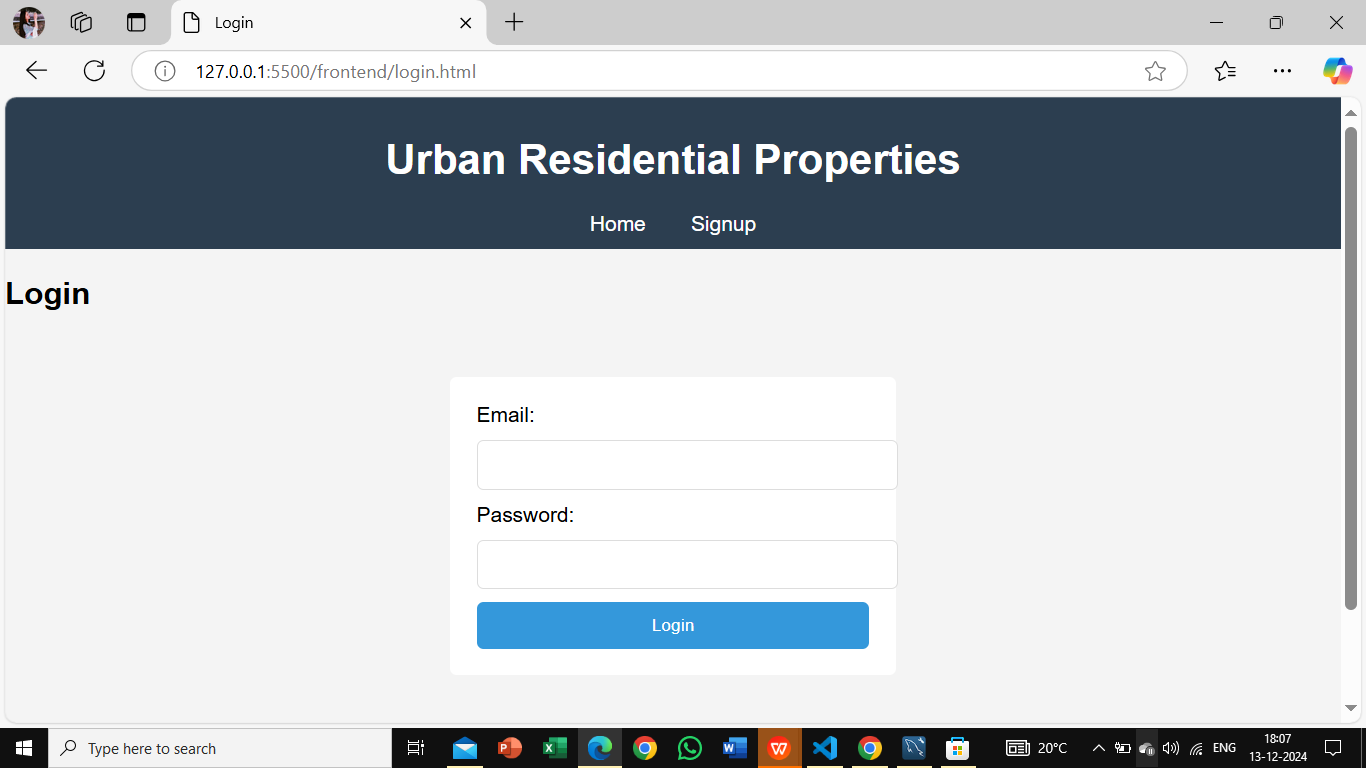 Login
127.0.0.1:5500/frontend/login.html
Urban Residential Properties
Home Signup
Login
Email:
Password:
Login
Type here to search
20°C
ENG
18:07
13-12-2024